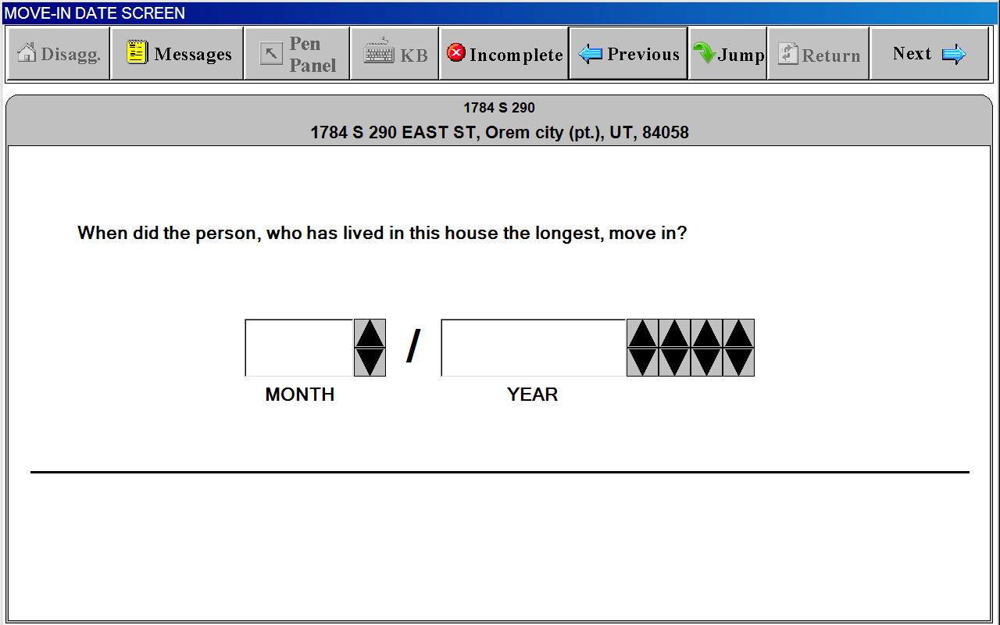 MOVE-IN DATE SCREEN
Disagg. Messages Pen Panel KB Incomplete Previous Jump Return Next
1784 S 290
1784 S 290 EAST ST, Orem city (pt.), UT, 84058
When did the person, who has lived in this house the longest, move in?
/
MONTH YEAR